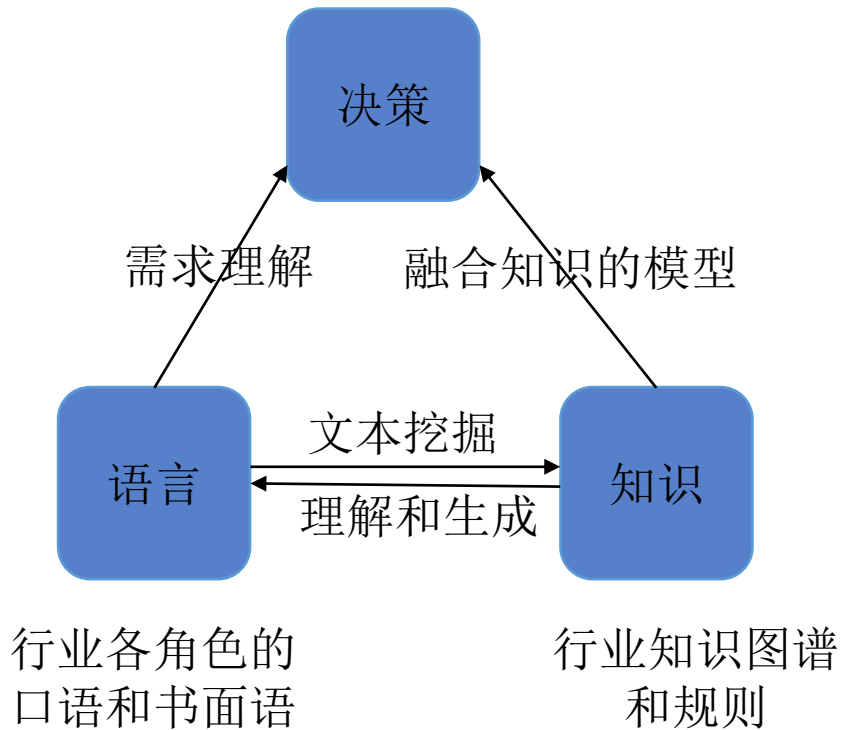 决策
需求理解
融合知识的模型
文本挖掘
语言
知识
理解和生成
行业各角色的
口语和书面语
行业知识图谱
和规则